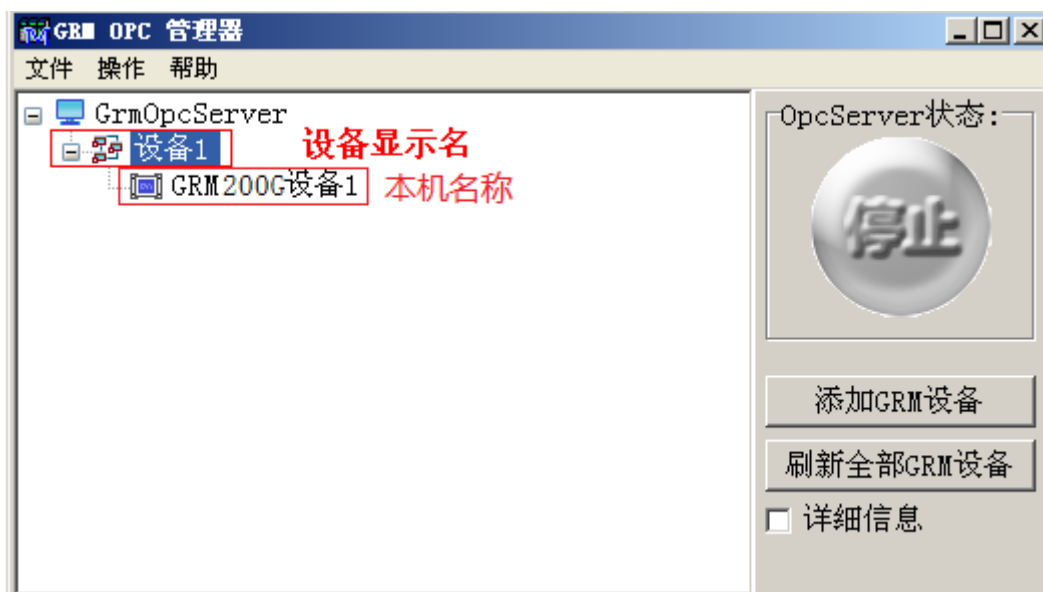 GRM OPC 管理器
文件 操作 帮助
GrmOpcServer
设备1 设备显示名
GRM200G设备1 本机名称
OpcServer状态:
停止
添加GRM设备
刷新全部GRM设备
详细信息